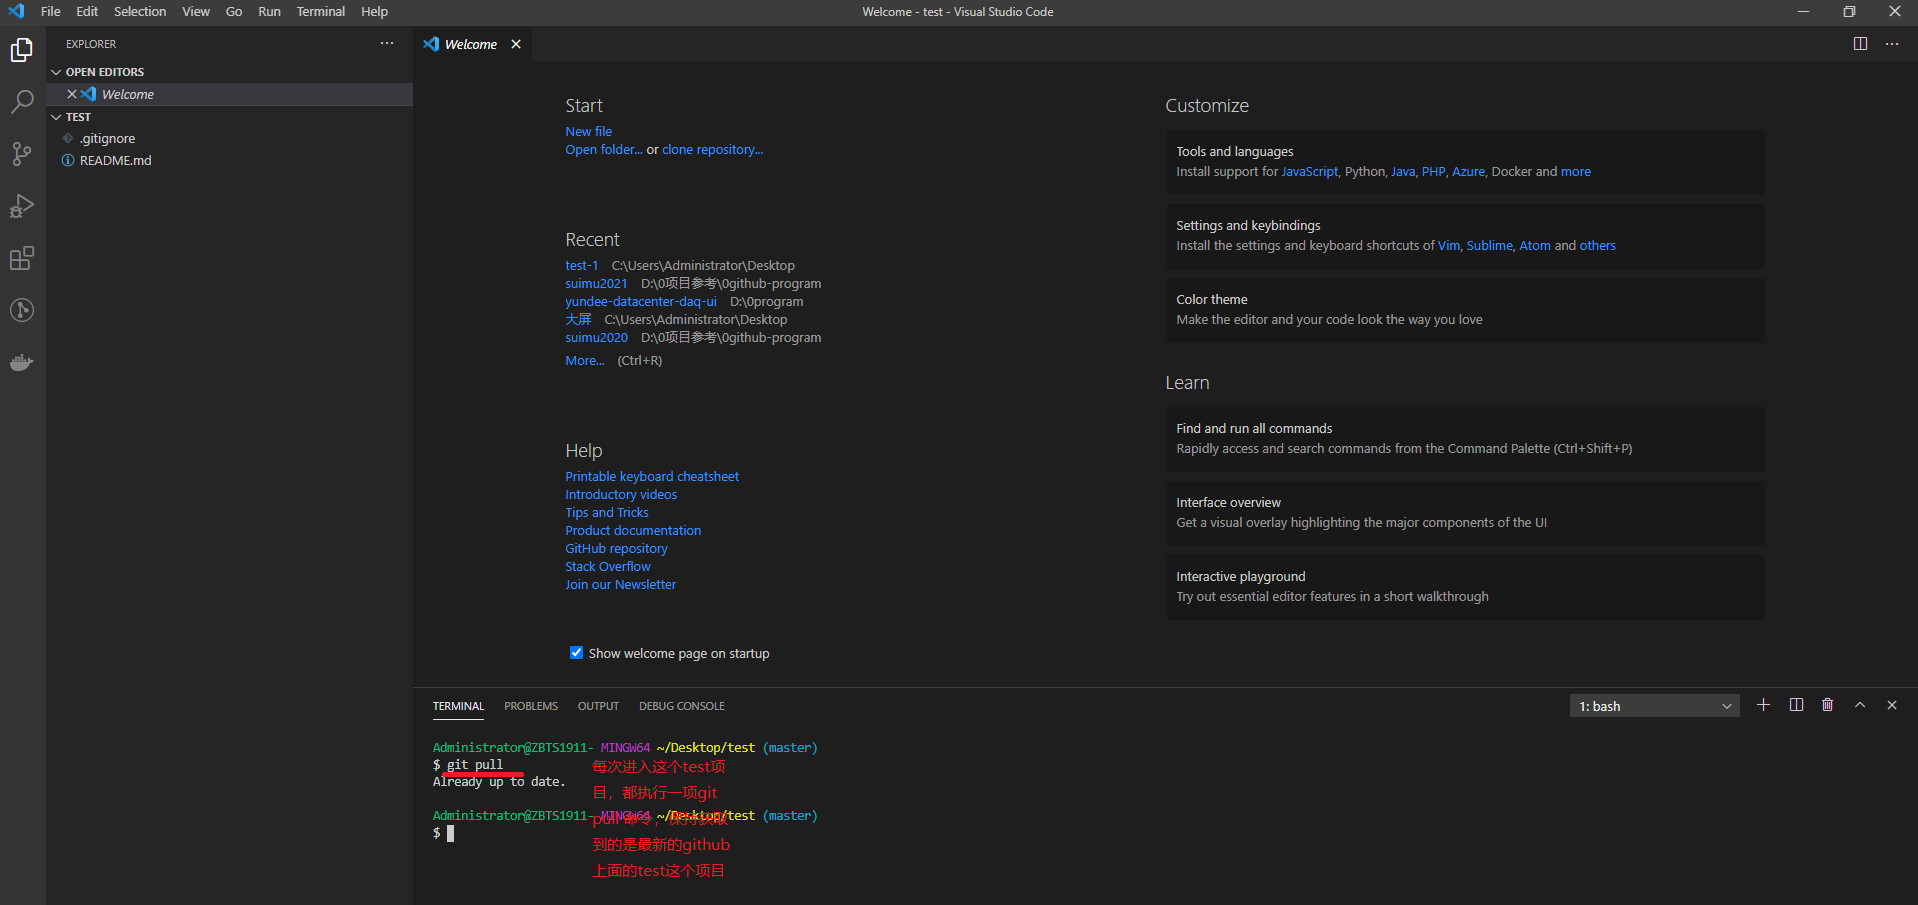 File Edit Selection View Go Run Terminal Help
Welcome - test - Visual Studio Code
EXPLORER
OPEN EDITORS
Welcome
TEST
.gitignore
README.md
Welcome
Start
New file
Open folder... or clone repository...
Recent
test-1 C:\Users\Administrator\Desktop
suimu2021 D:\0项目参考\0github-program
yundee-datacenter-daq-ui D:\0program
大屏 C:\Users\Administrator\Desktop
suimu2020 D:\0项目参考\0github-program
More... (Ctrl+R)
Help
Printable keyboard cheatsheet
Introductory videos
Tips and Tricks
Product documentation
GitHub repository
Stack Overflow
Join our Newsletter
Show welcome page on startup
Customize
Tools and languages
Install support for JavaScript, Python, Java, PHP, Azure, Docker and more
Settings and keybindings
Install the settings and keyboard shortcuts of Vim, Sublime, Atom and others
Color theme
Make the editor and your code look the way you love
Learn
Find and run all commands
Rapidly access and search commands from the Command Palette (Ctrl+Shift+P)
Interface overview
Get a visual overlay highlighting the major components of the UI
Interactive playground
Try out essential editor features in a short walkthrough
TERMINAL PROBLEMS OUTPUT DEBUG CONSOLE
1: bash
Administrator@ZBTS1911- MINGW64 ~/Desktop/test (master)
$ git pull
Already up to date.
Administrator@ZBTS1911- MINGW64 ~/Desktop/test (master)
$
每次进入这个test项
目，都执行一项git
pull 命令，保持获取
到的是最新的github
上面的test这个项目